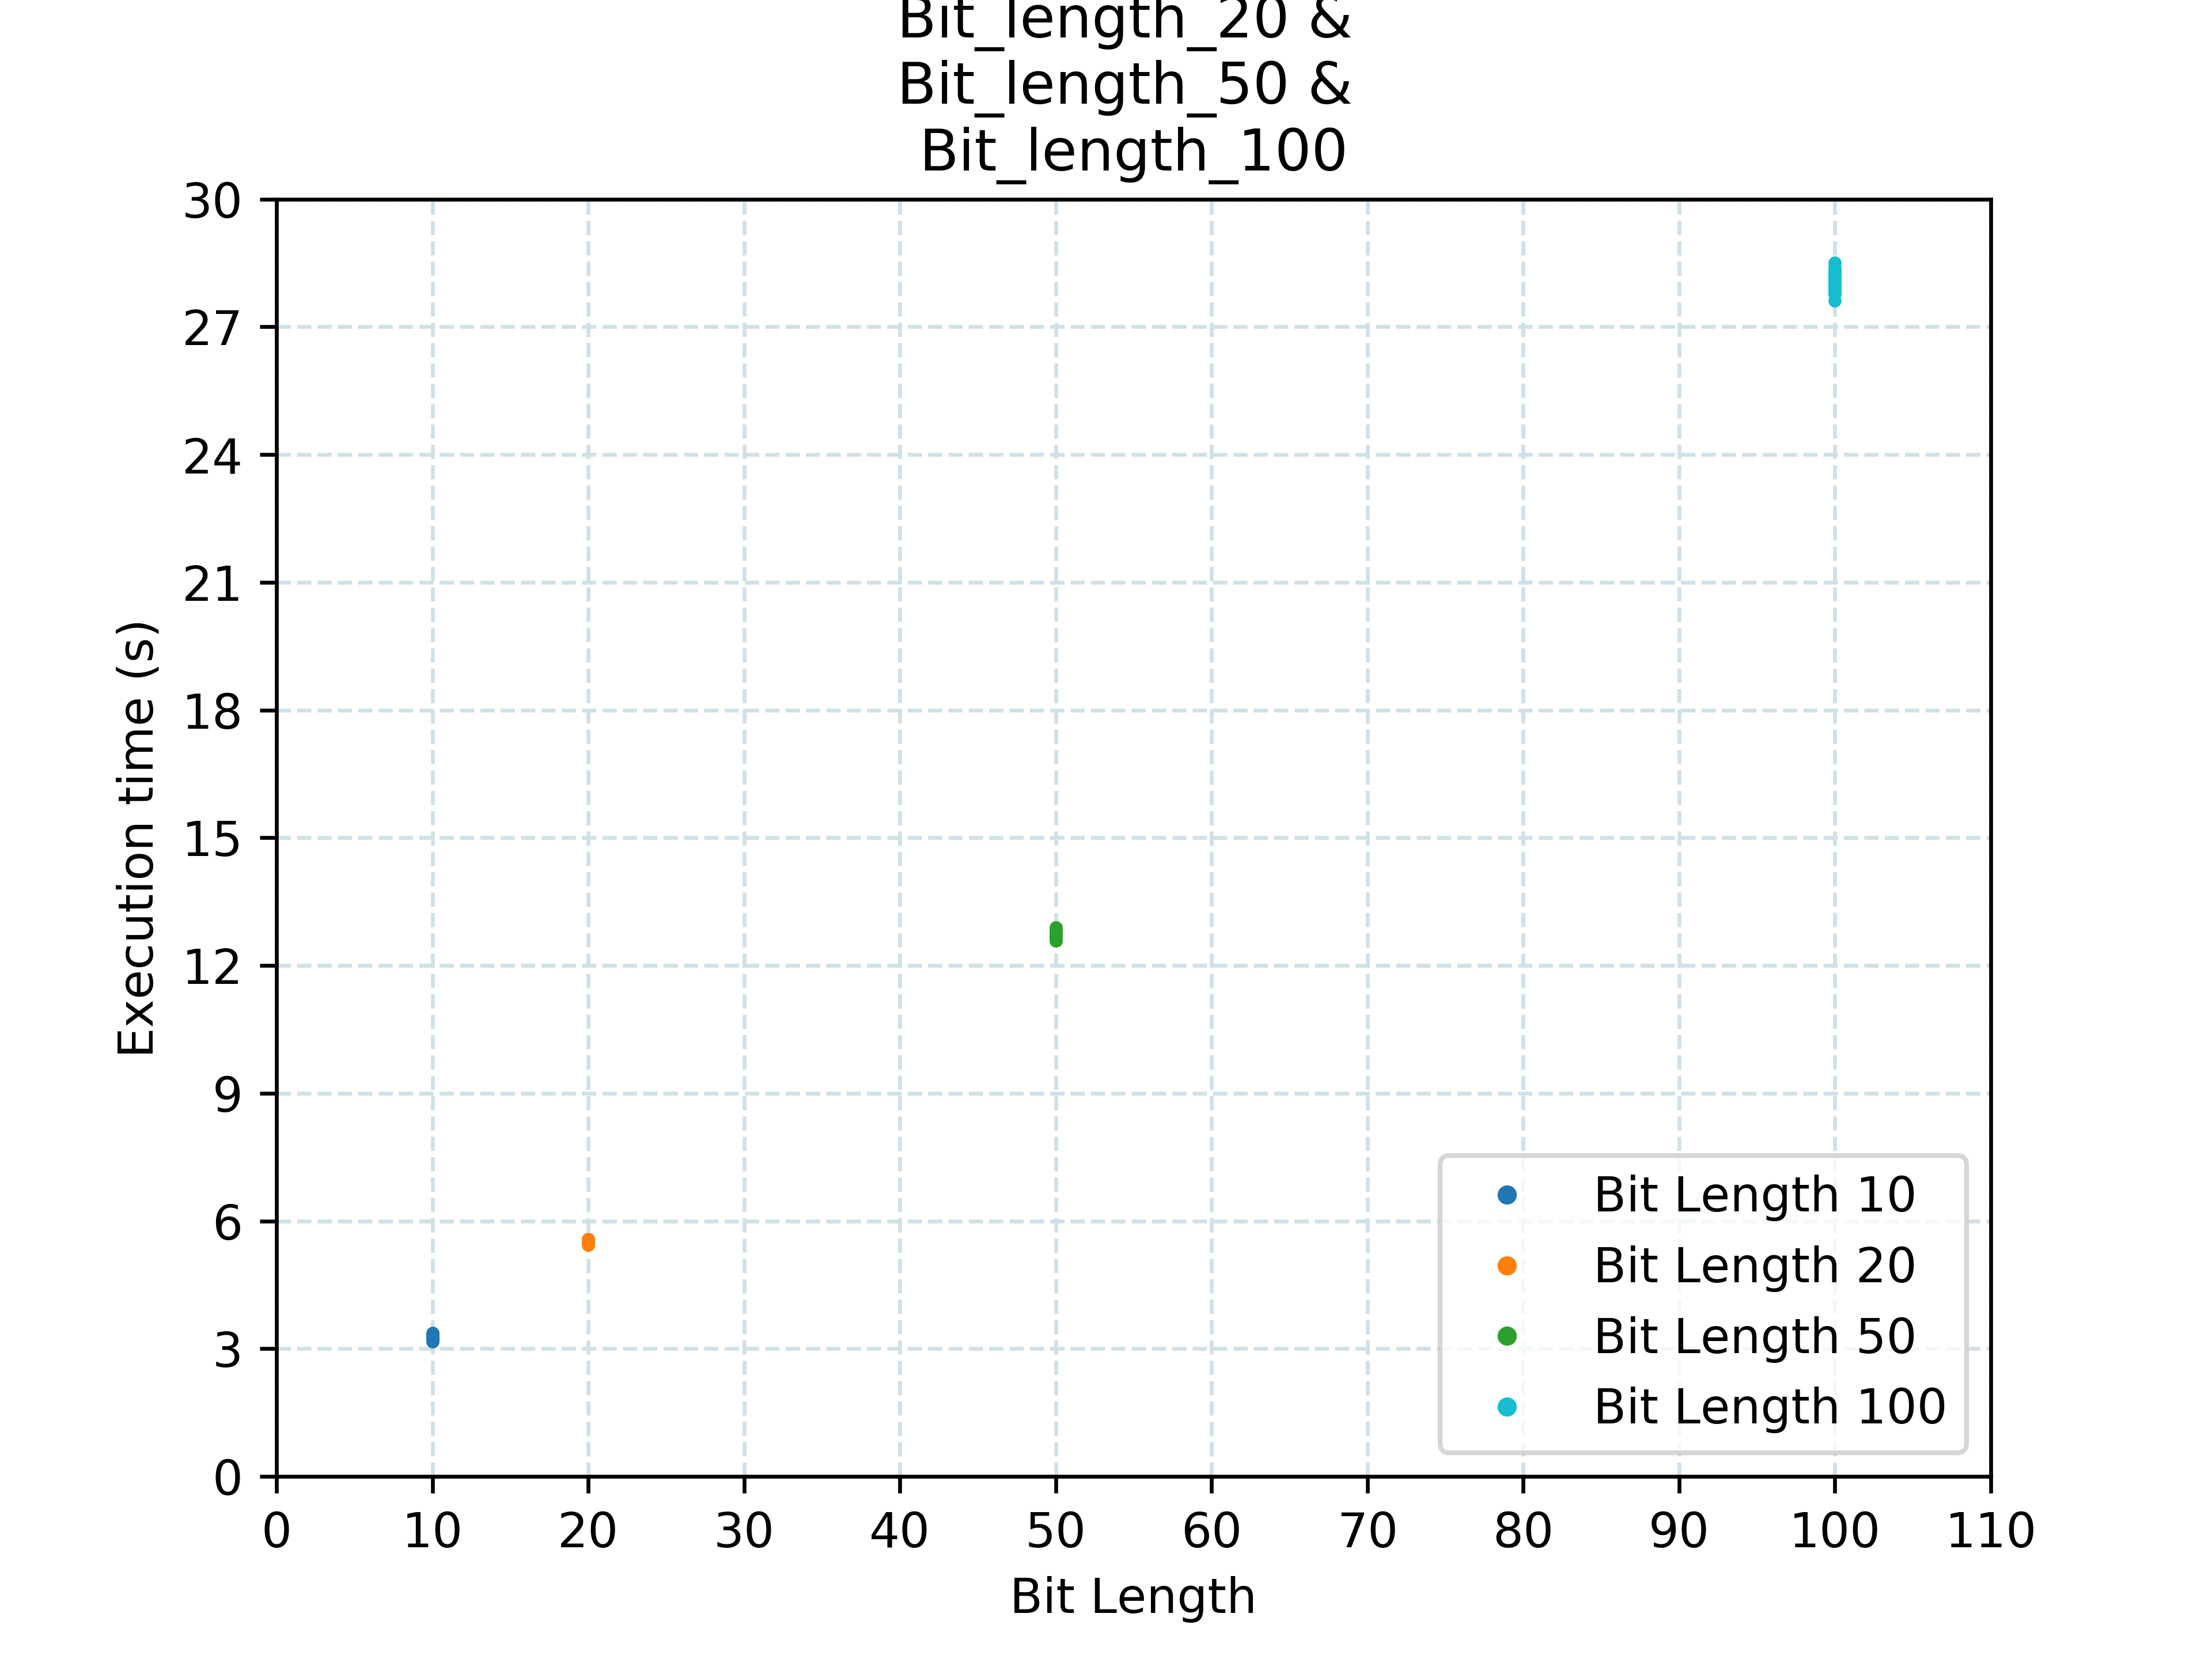 Bit_length_20 &
Bit_length_50 &
Bit_length_100
30
27
24
21
18
15
12
9
6
3
0
Execution time (s)
0 10 20 30 40 50 60 70 80 90 100 110
Bit Length
Bit Length 10
Bit Length 20
Bit Length 50
Bit Length 100